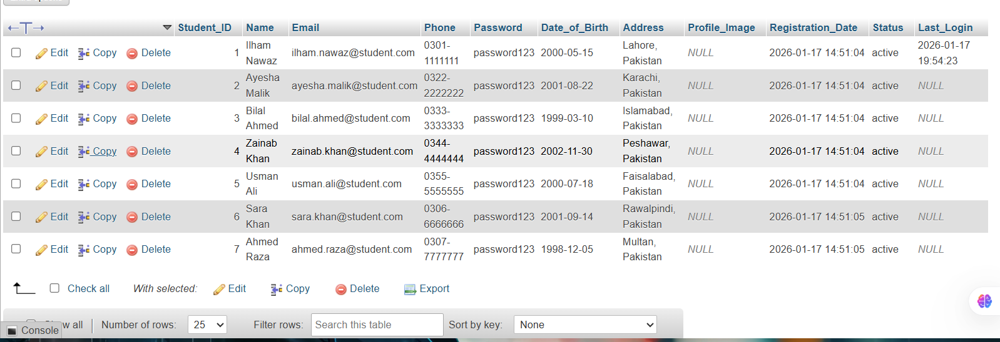 Student_ID Name Email Phone Password Date_of_Birth Address Profile_Image Registration_Date Status Last_Login
Edit Copy Delete 1 Ilham Nawaz ilham.nawaz@student.com 0301-1111111 password123 2000-05-15 Lahore, Pakistan NULL 2026-01-17 14:51:04 active 2026-01-17 19:54:23
Edit Copy Delete 2 Ayesha Malik ayesha.malik@student.com 0322-2222222 password123 2001-08-22 Karachi, Pakistan NULL 2026-01-17 14:51:04 active NULL
Edit Copy Delete 3 Bilal Ahmed bilal.ahmed@student.com 0333-3333333 password123 1999-03-10 Islamabad, Pakistan NULL 2026-01-17 14:51:04 active NULL
Edit Copy Delete 4 Zainab Khan zainab.khan@student.com 0344-4444444 password123 2002-11-30 Peshawar, Pakistan NULL 2026-01-17 14:51:04 active NULL
Edit Copy Delete 5 Usman Ali usman.ali@student.com 0355-5555555 password123 2000-07-18 Faisalabad, Pakistan NULL 2026-01-17 14:51:04 active NULL
Edit Copy Delete 6 Sara Khan sara.khan@student.com 0306-6666666 password123 2001-09-14 Rawalpindi, Pakistan NULL 2026-01-17 14:51:05 active NULL
Edit Copy Delete 7 Ahmed Raza ahmed.raza@student.com 0307-7777777 password123 1998-12-05 Multan, Pakistan NULL 2026-01-17 14:51:05 active NULL
Check all With selected: Edit Copy Delete Export
all Number of rows: 25 Filter rows: Search this table Sort by key: None
Console